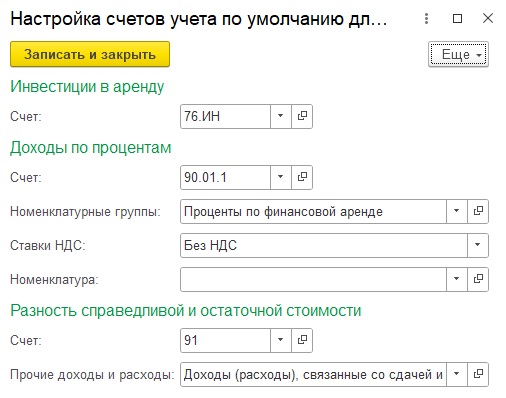 Настройка счетов учета по умолчанию дл...
Записать и закрыть
Еще
Инвестиции в аренду
Счет: 76.ИН
Доходы по процентам
Счет: 90.01.1
Номенклатурные группы: Проценты по финансовой аренде
Ставки НДС: Без НДС
Номенклатура:
Разность справедливой и остаточной стоимости
Счет: 91
Прочие доходы и расходы: Доходы (расходы), связанные со сдачей и